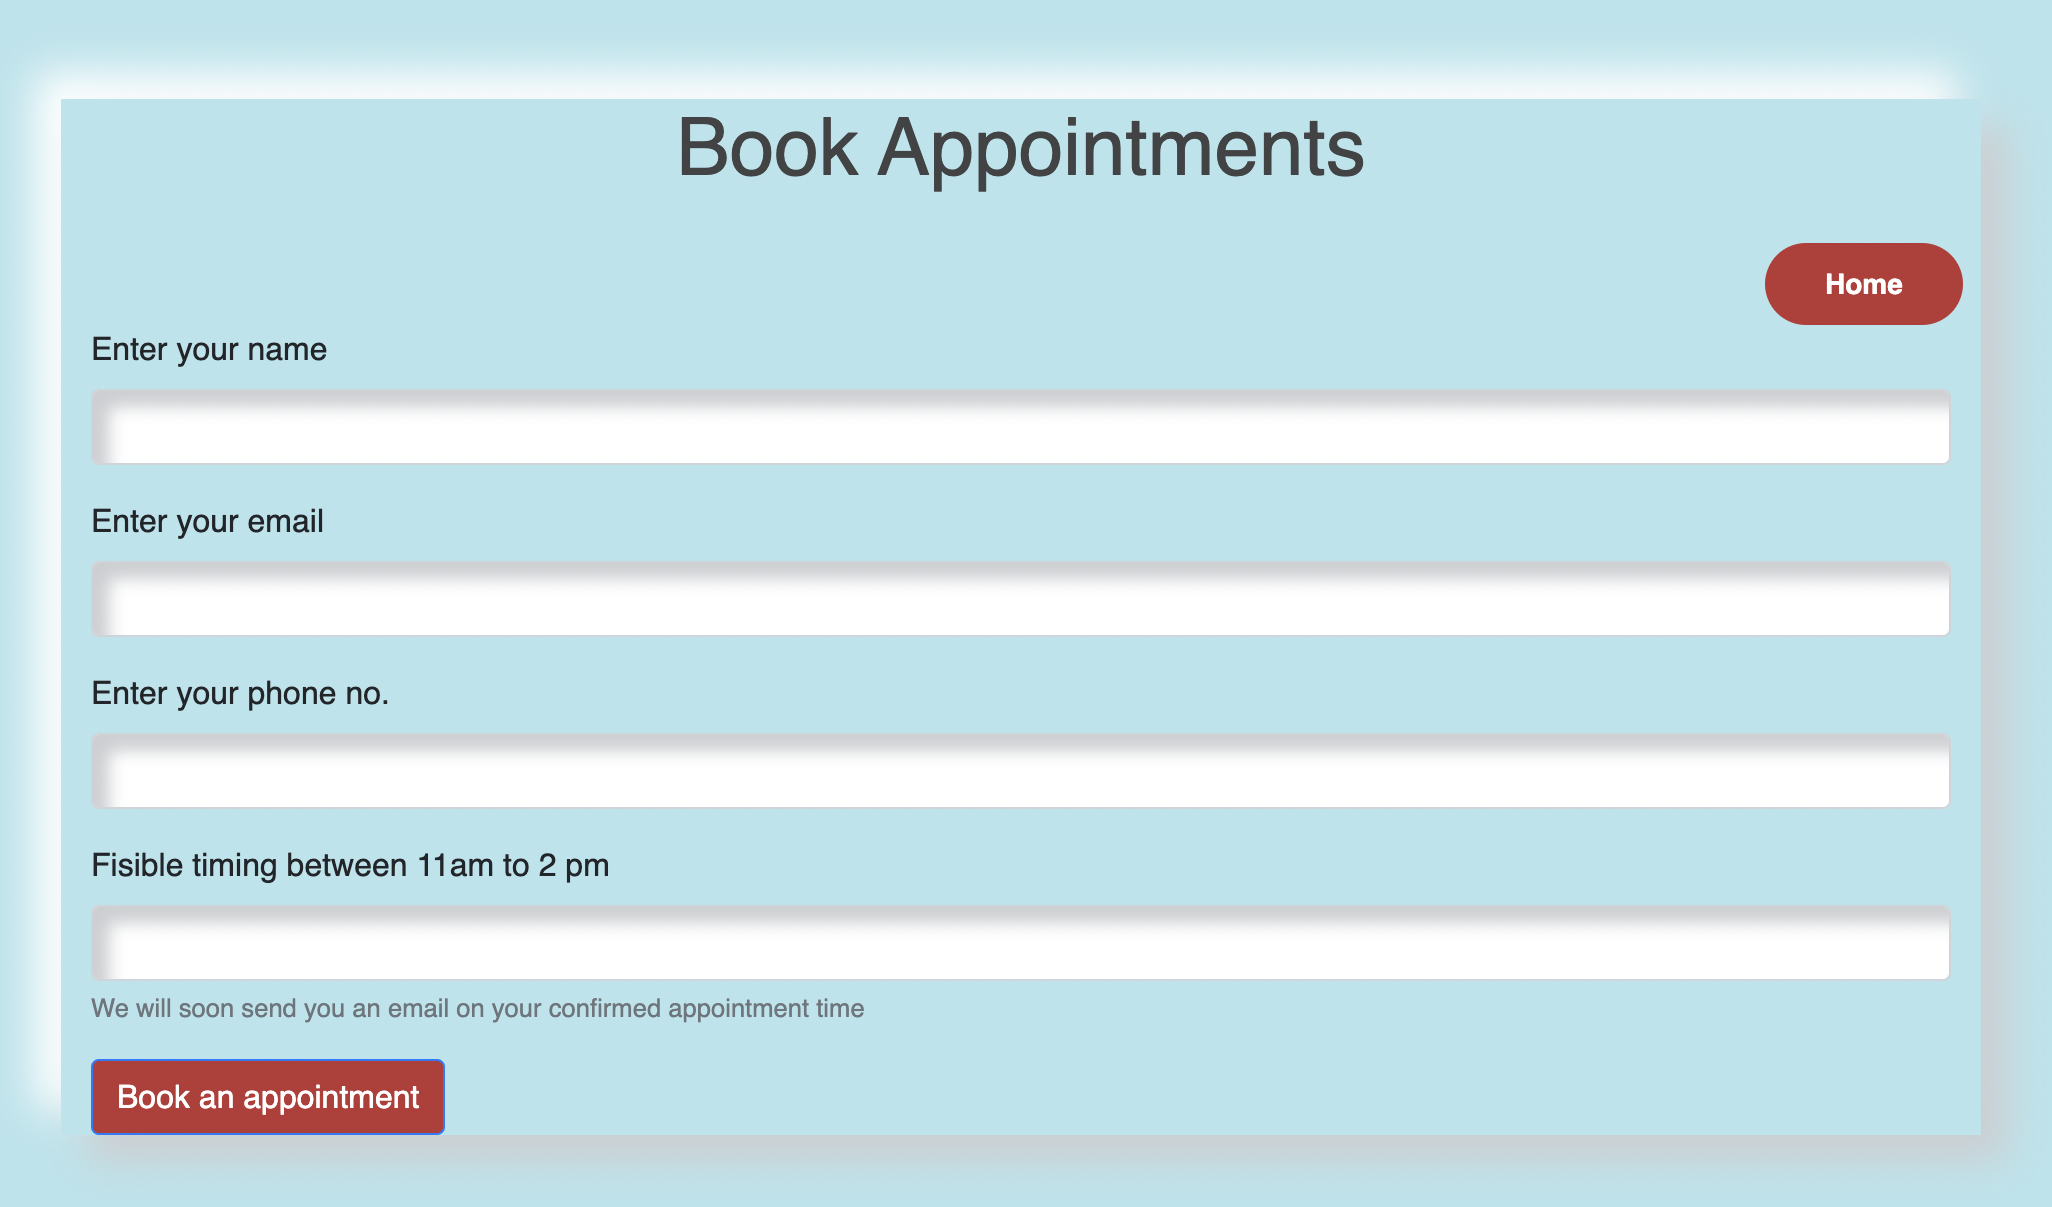 Book Appointments
Home
Enter your name
Enter your email
Enter your phone no.
Fisible timing between 11am to 2 pm
We will soon send you an email on your confirmed appointment time
Book an appointment